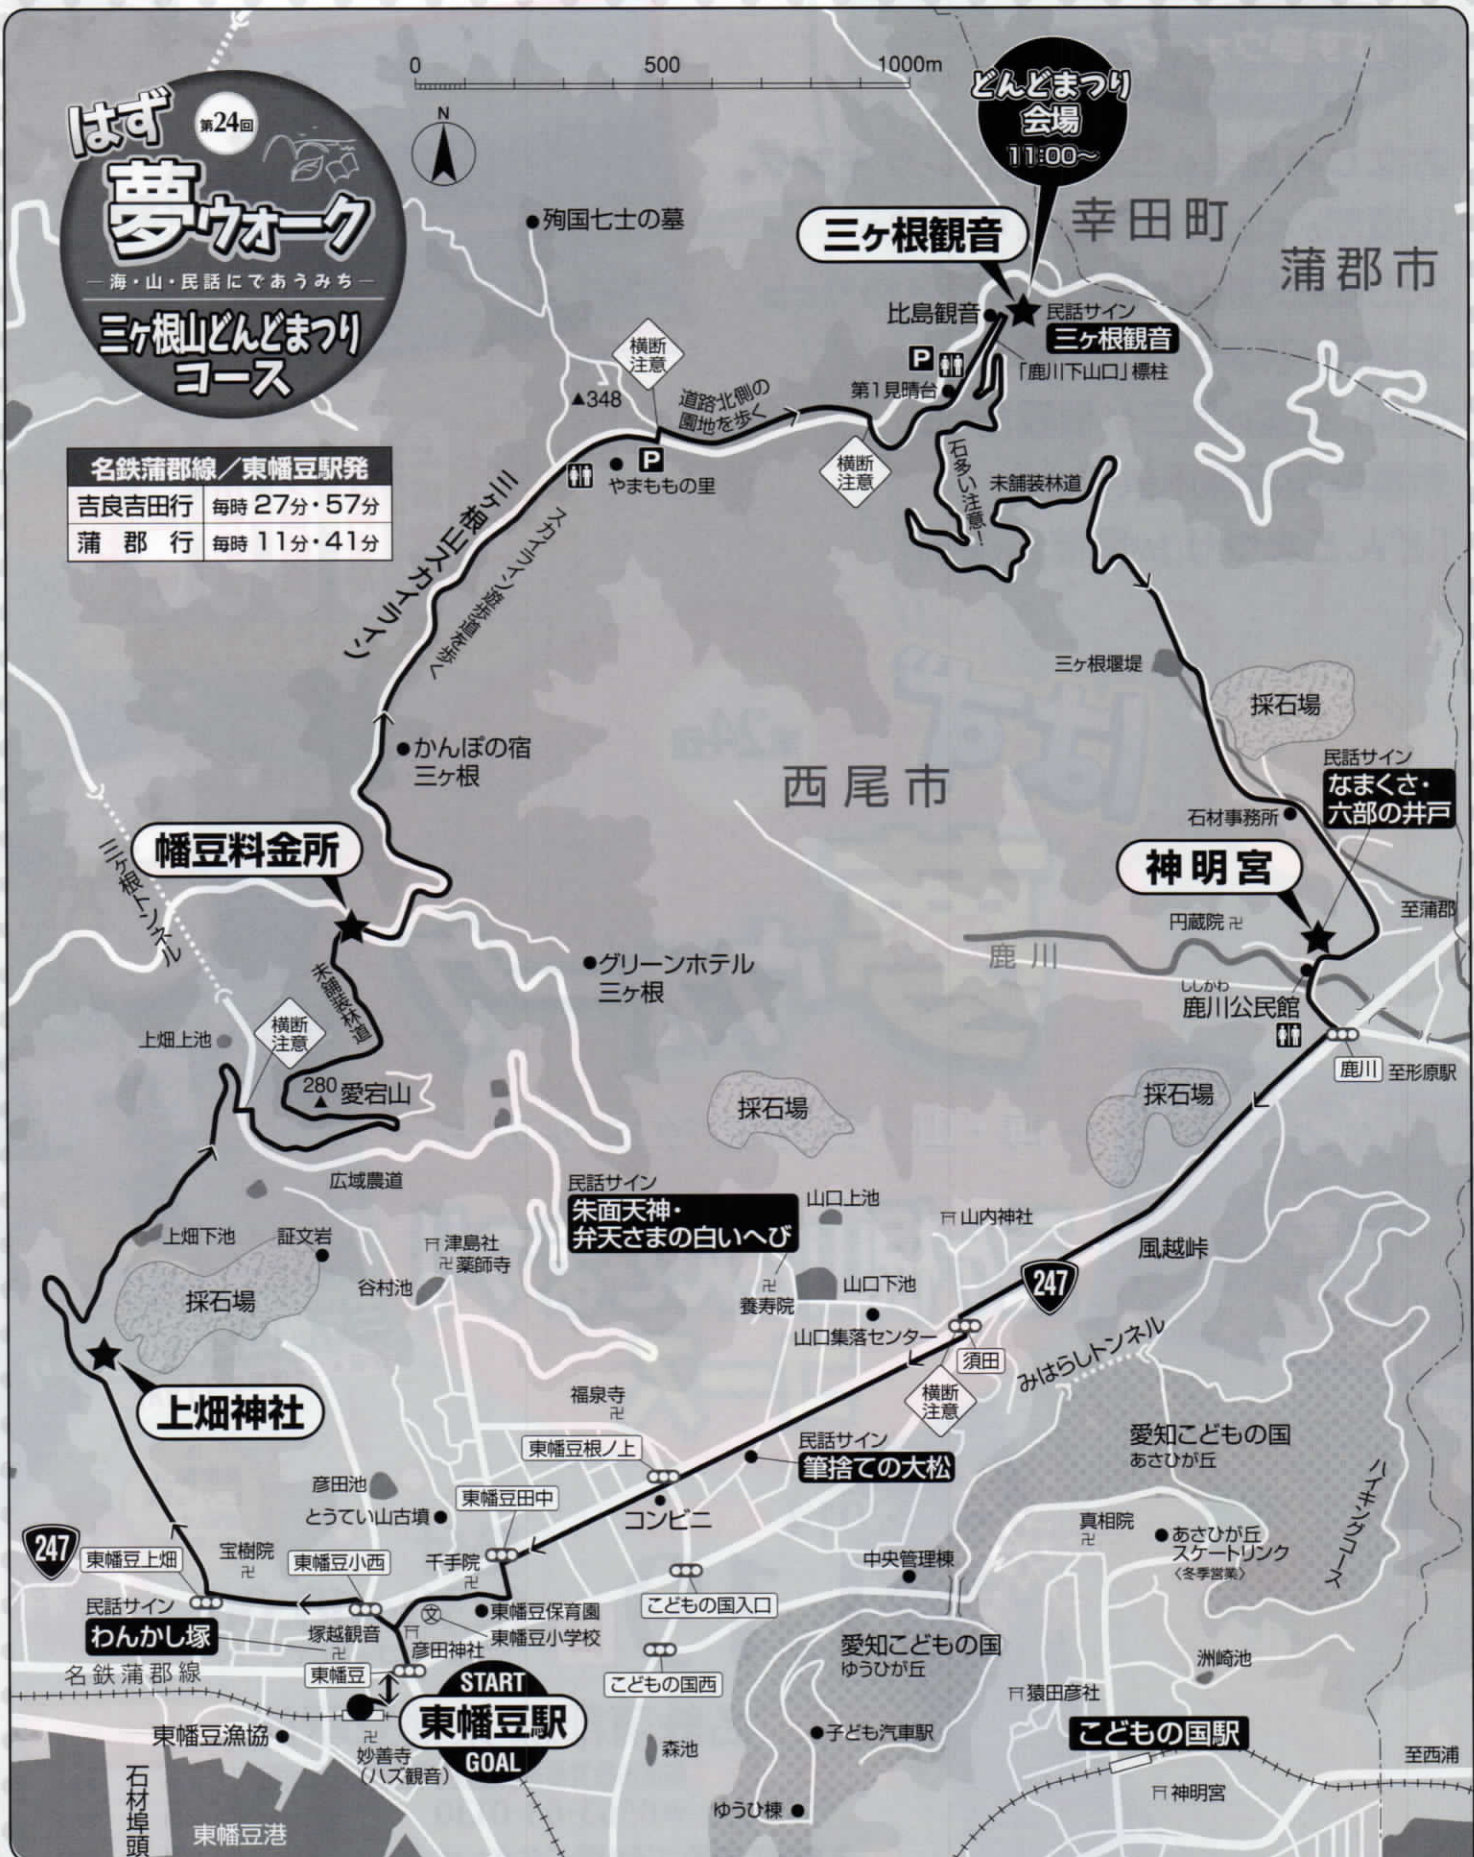 はず
第24回
夢ウォーク
―海・山・民話にであうみち―
三ヶ根山どんどまつり
コース
0 500 1000m
N
どんどまつり
会場
11:00～
名鉄蒲郡線／東幡豆駅発
吉良吉田行 毎時 27分・57分
蒲郡行 毎時 11分・41分
殉国七士の墓
三ヶ根観音
幸田町
蒲郡市
比島観音
民話サイン
三ヶ根観音
「鹿川下山口」標柱
P
第1見晴台
横断
注意
道路北側の
園地を歩く
▲348
P
やまももの里
横断
注意
石多い注意！
未舗装林道
三ヶ根山スカイライン
スカイライン遊歩道を歩く
三ヶ根堰堤
採石場
かんぽの宿
三ヶ根
西尾市
民話サイン
なまくさ・
六部の井戸
石材事務所
幡豆料金所
神明宮
三ヶ根トンネル
円蔵院
至蒲郡
鹿川
グリーンホテル
三ヶ根
未舗装林道
ししかわ
鹿川公民館
鹿川
至形原駅
上畑上池
横断
注意
280
愛宕山
採石場
採石場
広域農道
民話サイン
朱面天神・
弁天さまの白いへび
山口上池
山内神社
風越峠
上畑下池
証文岩
津島社
薬師寺
谷村池
採石場
養寿院
山口下池
247
山口集落センター
須田
みはらしトンネル
横断
注意
上畑神社
福泉寺
東幡豆根ノ上
民話サイン
筆捨ての大松
愛知こどもの国
あさひが丘
ハイキングコース
彦田池
とうてい山古墳
東幡豆田中
コンビニ
真相院
あさひが丘
スケートリンク
〈冬季営業〉
247
東幡豆上畑
宝樹院
東幡豆小西
千手院
中央管理棟
民話サイン
わんかし塚
塚越観音
文
東幡豆保育園
東幡豆小学校
彦田神社
こどもの国入口
愛知こどもの国
ゆうひが丘
洲崎池
名鉄蒲郡線
東幡豆
START
東幡豆駅
GOAL
こどもの国西
猿田彦社
こどもの国駅
東幡豆漁協
妙善寺
（ハズ観音）
森池
子ども汽車駅
至西浦
石材埠頭
東幡豆港
ゆうひ棟
神明宮